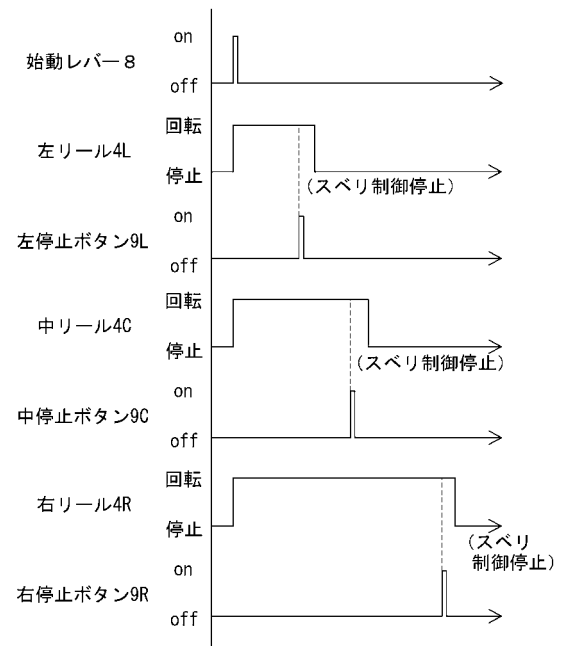 on
始動レバー8
off
回転
左リール4L
停止
(スベリ制御停止)
on
左停止ボタン9L
off
回転
中リール4C
停止
(スベリ制御停止)
on
中停止ボタン9C
off
回転
右リール4R
停止
(スベリ
制御停止)
on
右停止ボタン9R
off